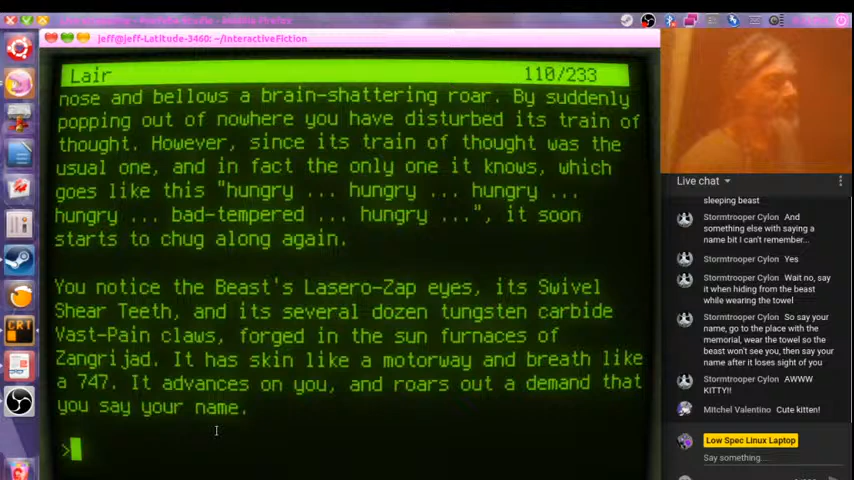 jeff@jeff-Latitude-3460: ~/InteractiveFiction
Lair 110/233
nose and bellows a brain-shattering roar. By suddenly
popping out of nowhere you have disturbed its train of
thought. However, since its train of thought was the
usual one, and in fact the only one it knows, which
goes like this "hungry ... hungry ... hungry ...
hungry ... bad-tempered ... hungry ...", it soon
starts to chug along again.
You notice the Beast's Lasero-Zap eyes, its Swivel
Shear Teeth, and its several dozen tungsten carbide
Vast-Pain claws, forged in the sun furnaces of
Zangrijad. It has skin like a motorway and breath like
a 747. It advances on you, and roars out a demand that
you say your name.
>
CRT
Live chat
sleeping beast
Stormtrooper Cylon And
something else with saying a
name bit I can't remember...
Stormtrooper Cylon Yes
Stormtrooper Cylon Wait no, say
it when hiding from the beast
while wearing the towel
Stormtrooper Cylon So say your
name, go to the place with the
memorial, wear the towel so the
beast won't see you, then say your
name after it loses sight of you
Stormtrooper Cylon AWWW
KITTY!!
Mitchel Valentino Cute kitten!
Low Spec Linux Laptop
Say something...